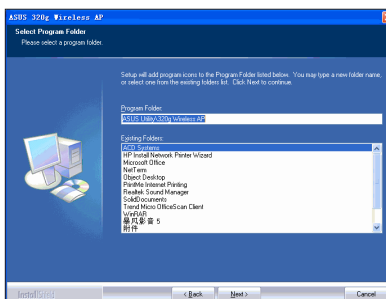 ASUS 320g Wireless AP
Select Program Folder
Please select a program folder.
Setup will add program icons to the Program Folder listed below. You may type a new folder name,
or select one from the existing folders list. Click Next to continue.
Program Folder:
ASUS Utility\320g Wireless AP
Existing Folders:
ACD Systems
HP Install Network Printer Wizard
Microsoft Office
NetTerm
Object Desktop
PrintMe Internet Printing
Realtek Sound Manager
SolidDocuments
Trend Micro OfficeScan Client
WinRAR
暴风影音 5
附件
InstallShield
< Back
Next >
Cancel